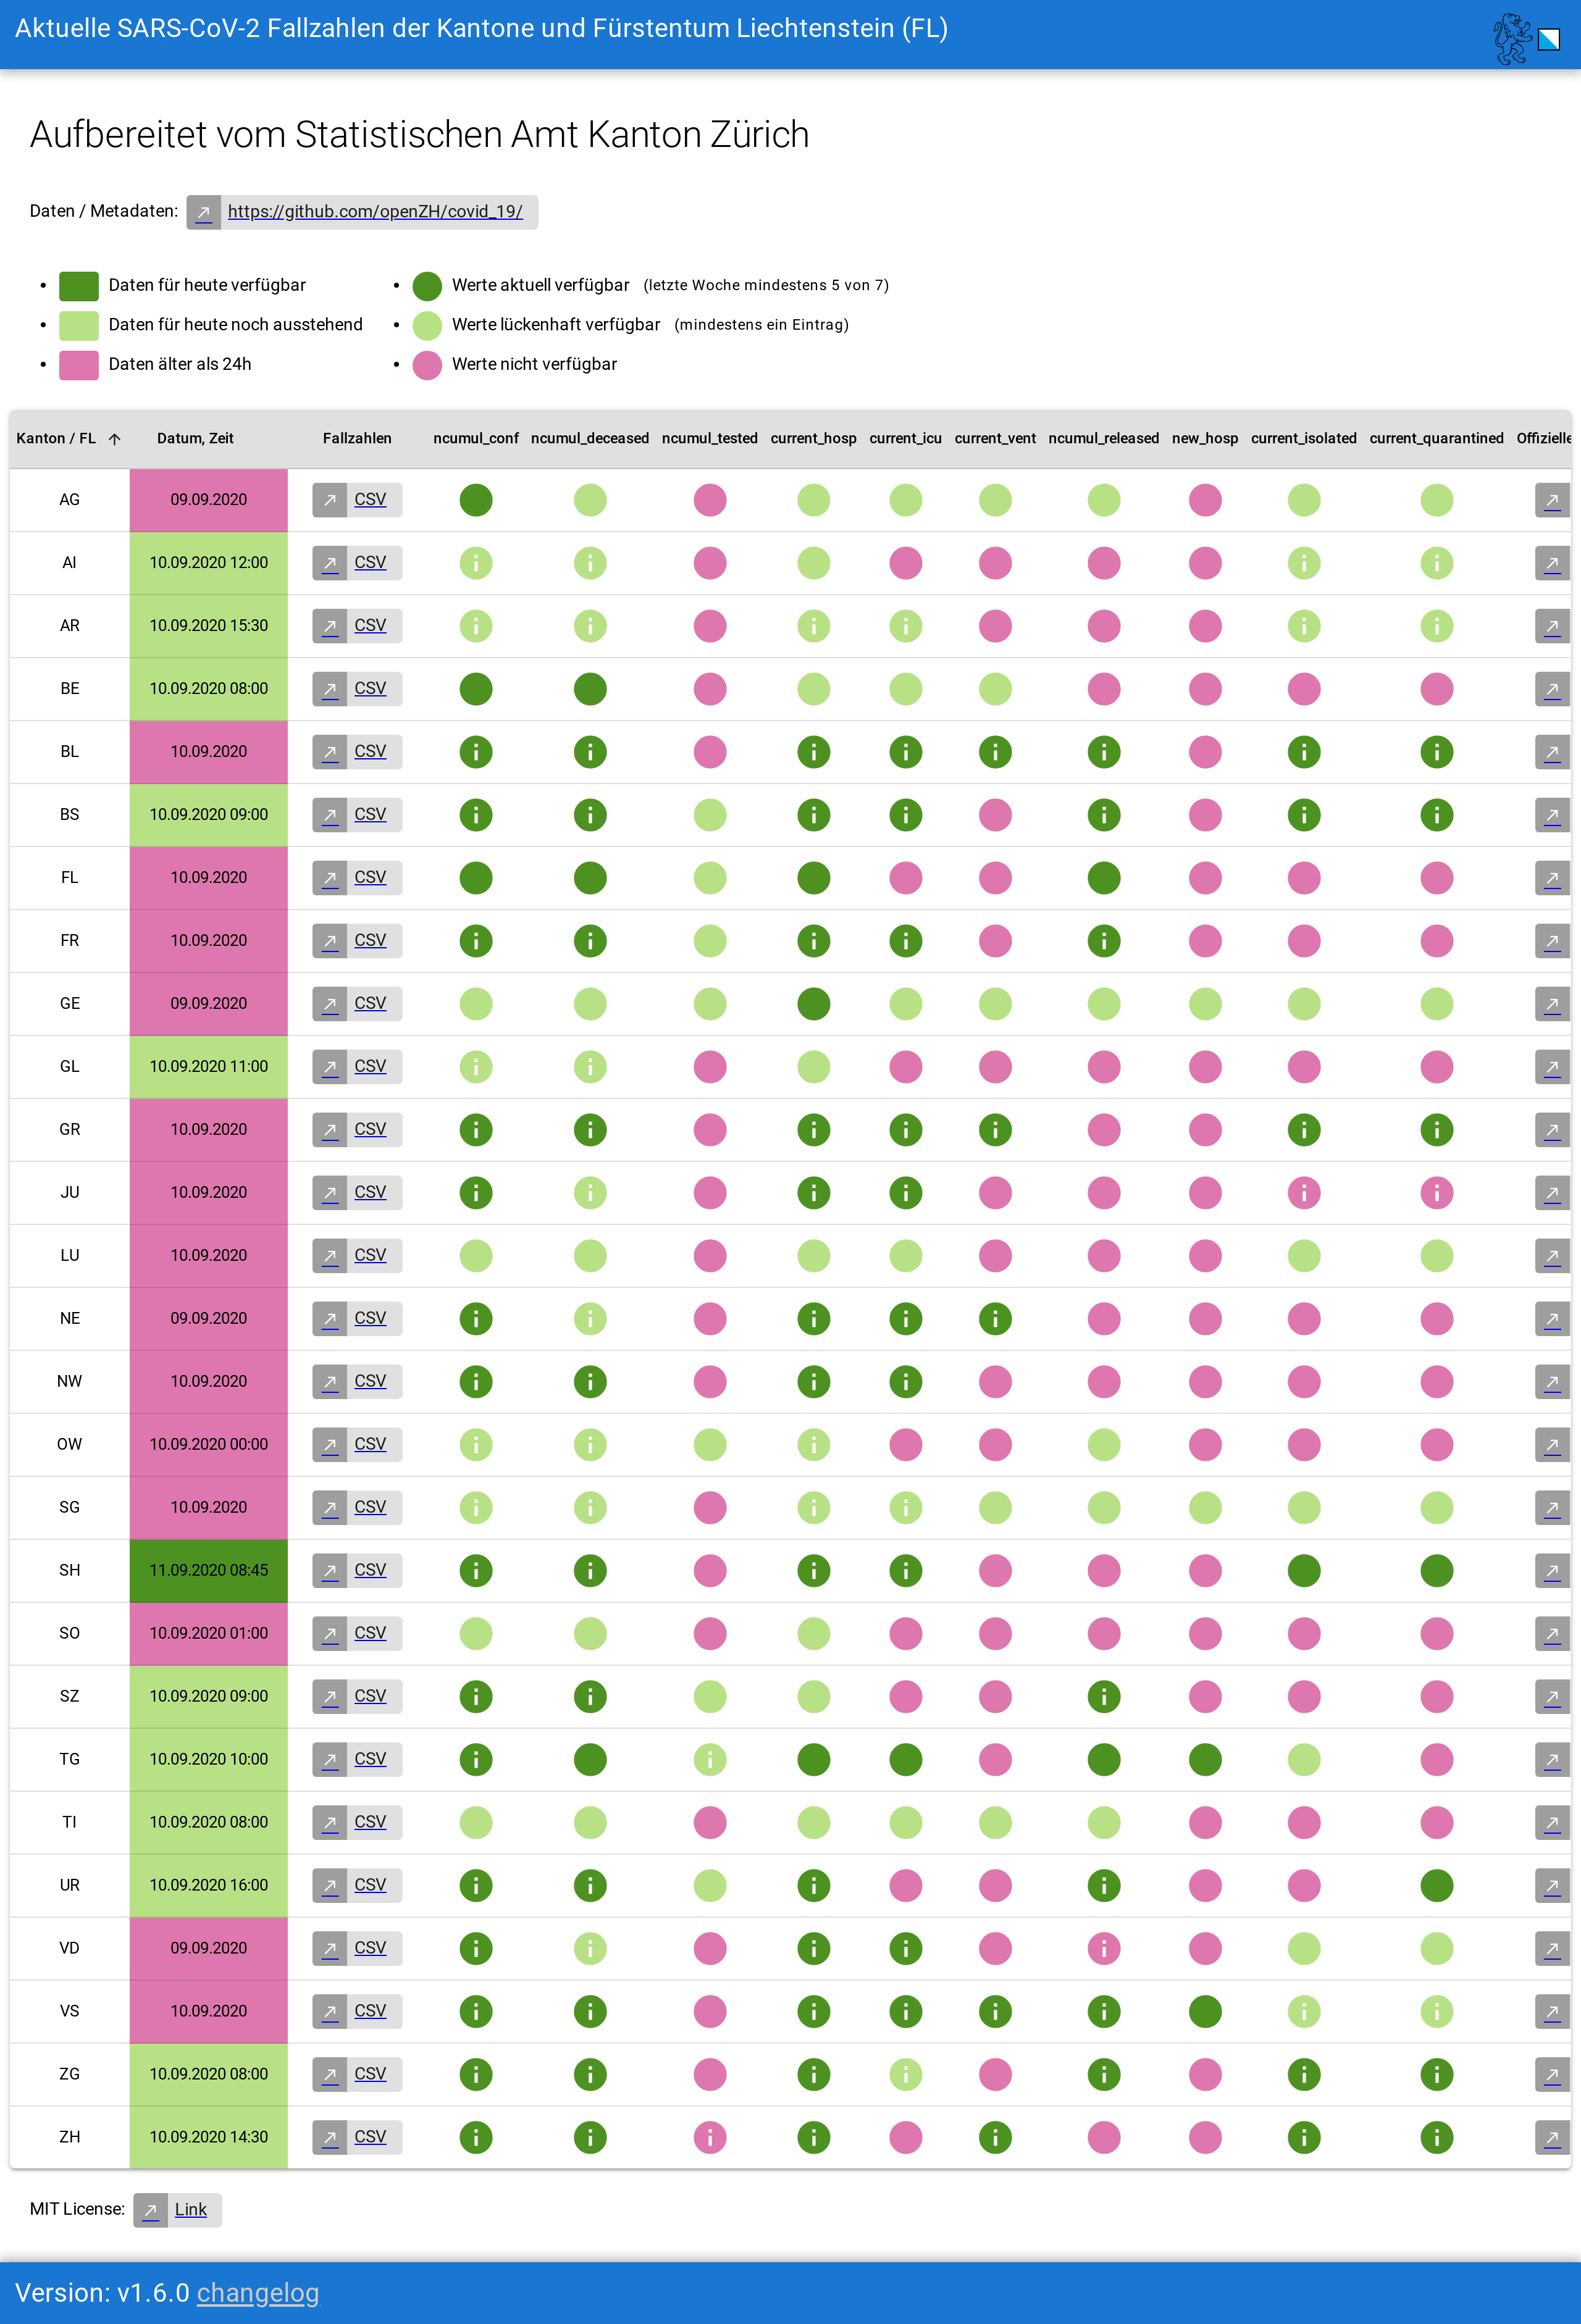 Aktuelle SARS-CoV-2 Fallzahlen der Kantone und Fürstentum Liechtenstein (FL)
Aufbereitet vom Statistischen Amt Kanton Zürich
Daten / Metadaten: https://github.com/openZH/covid_19/
Daten für heute verfügbar
Daten für heute noch ausstehend
Daten älter als 24h
Werte aktuell verfügbar (letzte Woche mindestens 5 von 7)
Werte lückenhaft verfügbar (mindestens ein Eintrag)
Werte nicht verfügbar
Kanton / FL Datum, Zeit Fallzahlen ncumul_conf ncumul_deceased ncumul_tested current_hosp current_icu current_vent ncumul_released new_hosp current_isolated current_quarantined Offizielle
AG 09.09.2020 CSV
AI 10.09.2020 12:00 CSV
AR 10.09.2020 15:30 CSV
BE 10.09.2020 08:00 CSV
BL 10.09.2020 CSV
BS 10.09.2020 09:00 CSV
FL 10.09.2020 CSV
FR 10.09.2020 CSV
GE 09.09.2020 CSV
GL 10.09.2020 11:00 CSV
GR 10.09.2020 CSV
JU 10.09.2020 CSV
LU 10.09.2020 CSV
NE 09.09.2020 CSV
NW 10.09.2020 CSV
OW 10.09.2020 00:00 CSV
SG 10.09.2020 CSV
SH 11.09.2020 08:45 CSV
SO 10.09.2020 01:00 CSV
SZ 10.09.2020 09:00 CSV
TG 10.09.2020 10:00 CSV
TI 10.09.2020 08:00 CSV
UR 10.09.2020 16:00 CSV
VD 09.09.2020 CSV
VS 10.09.2020 CSV
ZG 10.09.2020 08:00 CSV
ZH 10.09.2020 14:30 CSV
MIT License: Link
Version: v1.6.0 changelog